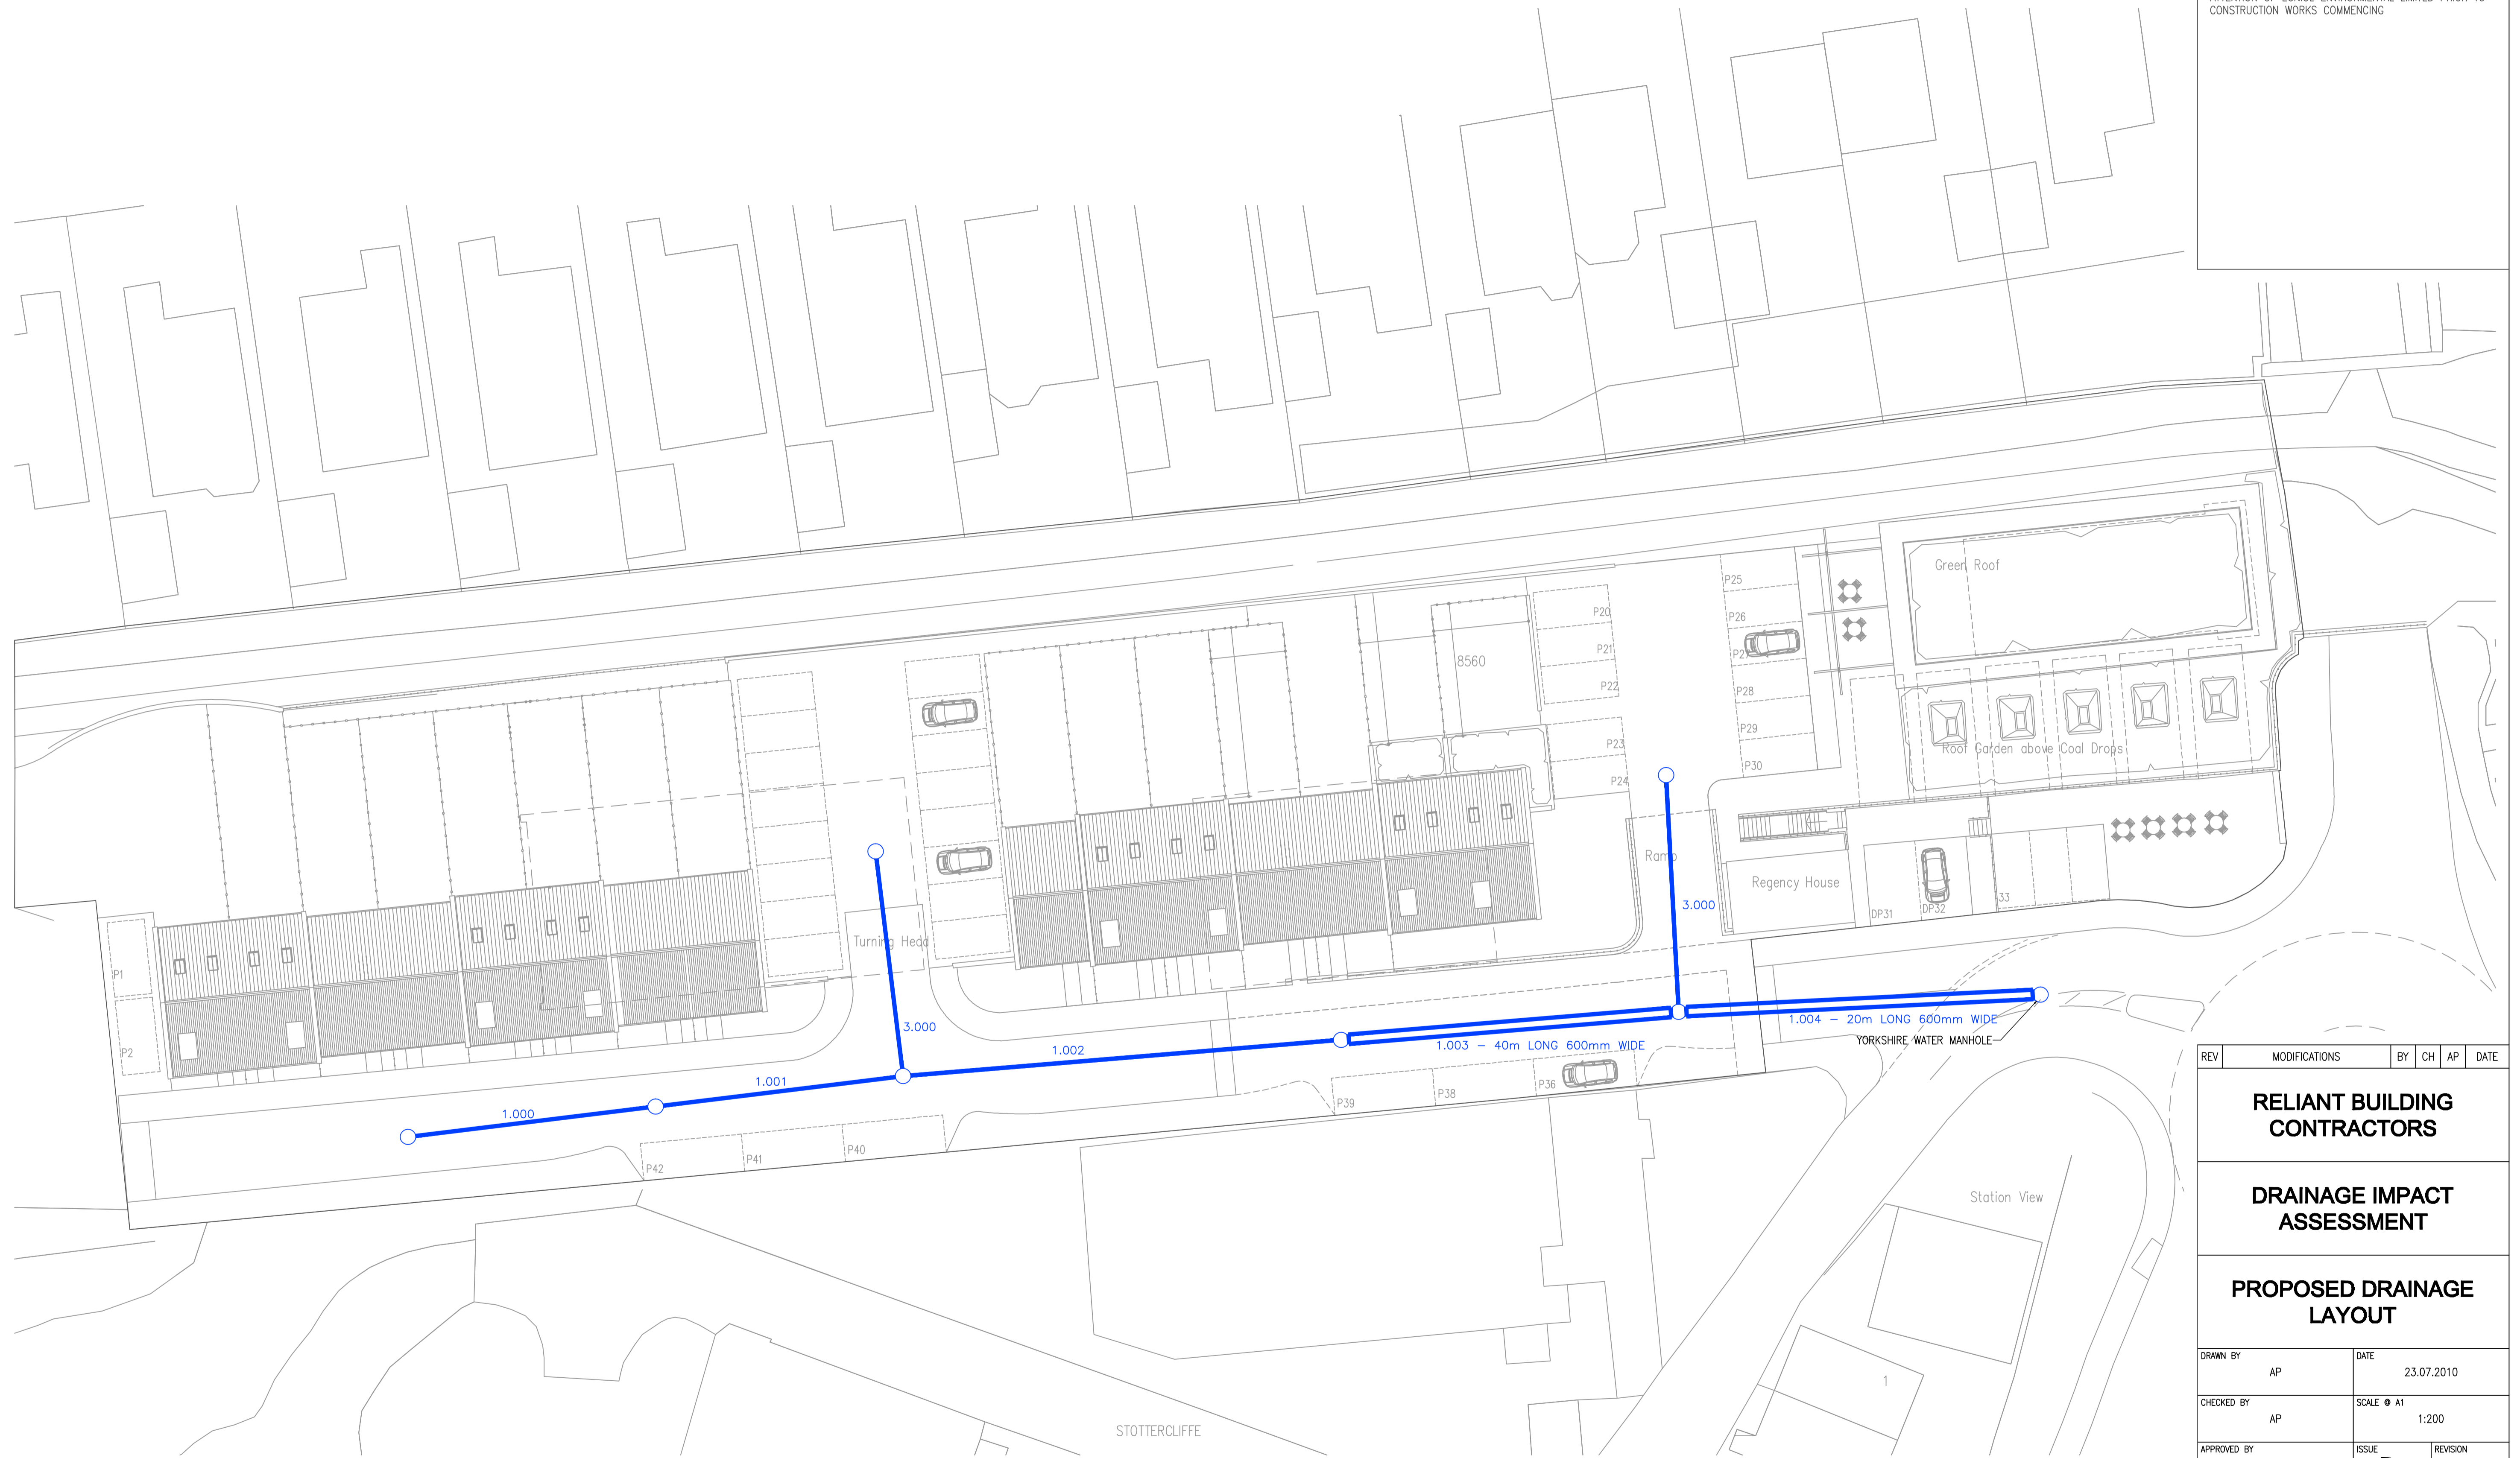 CONSTRUCTION WORKS COMMENCING
Green Roof
P25
P26
P27
P28
P29
P30
P20
P21
P22
P23
P24
8560
Roof Garden above Coal Drops
Ramp
Regency House
DP31
DP32
33
3.000
Turning Head
3.000
P1
P2
1.000
1.001
1.002
1.003 - 40m LONG 600mm WIDE
1.004 - 20m LONG 600mm WIDE
YORKSHIRE WATER MANHOLE
P36
P38
P39
P40
P41
P42
Station View
1
STOTTERCLIFFE
REV MODIFICATIONS BY CH AP DATE
RELIANT BUILDING
CONTRACTORS
DRAINAGE IMPACT
ASSESSMENT
PROPOSED DRAINAGE
LAYOUT
DRAWN BY
AP
DATE
23.07.2010
CHECKED BY
AP
SCALE @ A1
1:200
APPROVED BY
ISSUE
REVISION